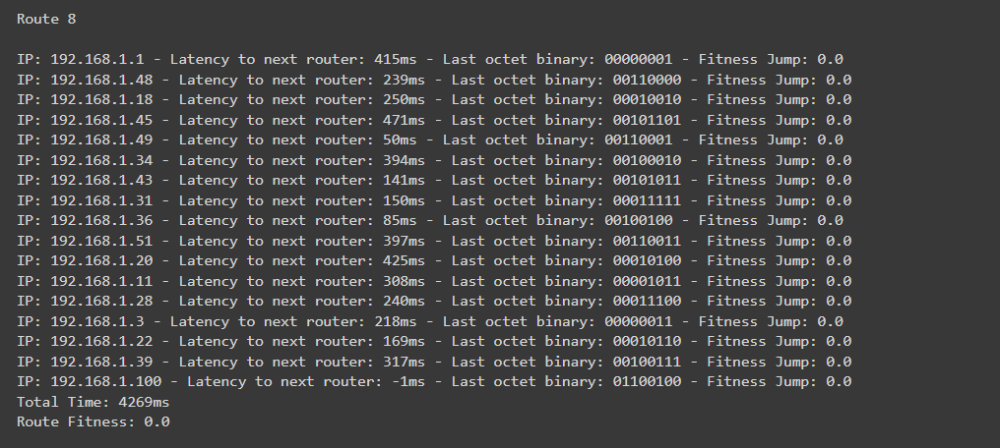 Route 8
IP: 192.168.1.1 - Latency to next router: 415ms - Last octet binary: 00000001 - Fitness Jump: 0.0
IP: 192.168.1.48 - Latency to next router: 239ms - Last octet binary: 00110000 - Fitness Jump: 0.0
IP: 192.168.1.18 - Latency to next router: 250ms - Last octet binary: 00010010 - Fitness Jump: 0.0
IP: 192.168.1.45 - Latency to next router: 471ms - Last octet binary: 00101101 - Fitness Jump: 0.0
IP: 192.168.1.49 - Latency to next router: 50ms - Last octet binary: 00110001 - Fitness Jump: 0.0
IP: 192.168.1.34 - Latency to next router: 394ms - Last octet binary: 00100010 - Fitness Jump: 0.0
IP: 192.168.1.43 - Latency to next router: 141ms - Last octet binary: 00101011 - Fitness Jump: 0.0
IP: 192.168.1.31 - Latency to next router: 150ms - Last octet binary: 00011111 - Fitness Jump: 0.0
IP: 192.168.1.36 - Latency to next router: 85ms - Last octet binary: 00100100 - Fitness Jump: 0.0
IP: 192.168.1.51 - Latency to next router: 397ms - Last octet binary: 00110011 - Fitness Jump: 0.0
IP: 192.168.1.20 - Latency to next router: 425ms - Last octet binary: 00010100 - Fitness Jump: 0.0
IP: 192.168.1.11 - Latency to next router: 308ms - Last octet binary: 00001011 - Fitness Jump: 0.0
IP: 192.168.1.28 - Latency to next router: 240ms - Last octet binary: 00011100 - Fitness Jump: 0.0
IP: 192.168.1.3 - Latency to next router: 218ms - Last octet binary: 00000011 - Fitness Jump: 0.0
IP: 192.168.1.22 - Latency to next router: 169ms - Last octet binary: 00010110 - Fitness Jump: 0.0
IP: 192.168.1.39 - Latency to next router: 317ms - Last octet binary: 00100111 - Fitness Jump: 0.0
IP: 192.168.1.100 - Latency to next router: -1ms - Last octet binary: 01100100 - Fitness Jump: 0.0
Total Time: 4269ms
Route Fitness: 0.0